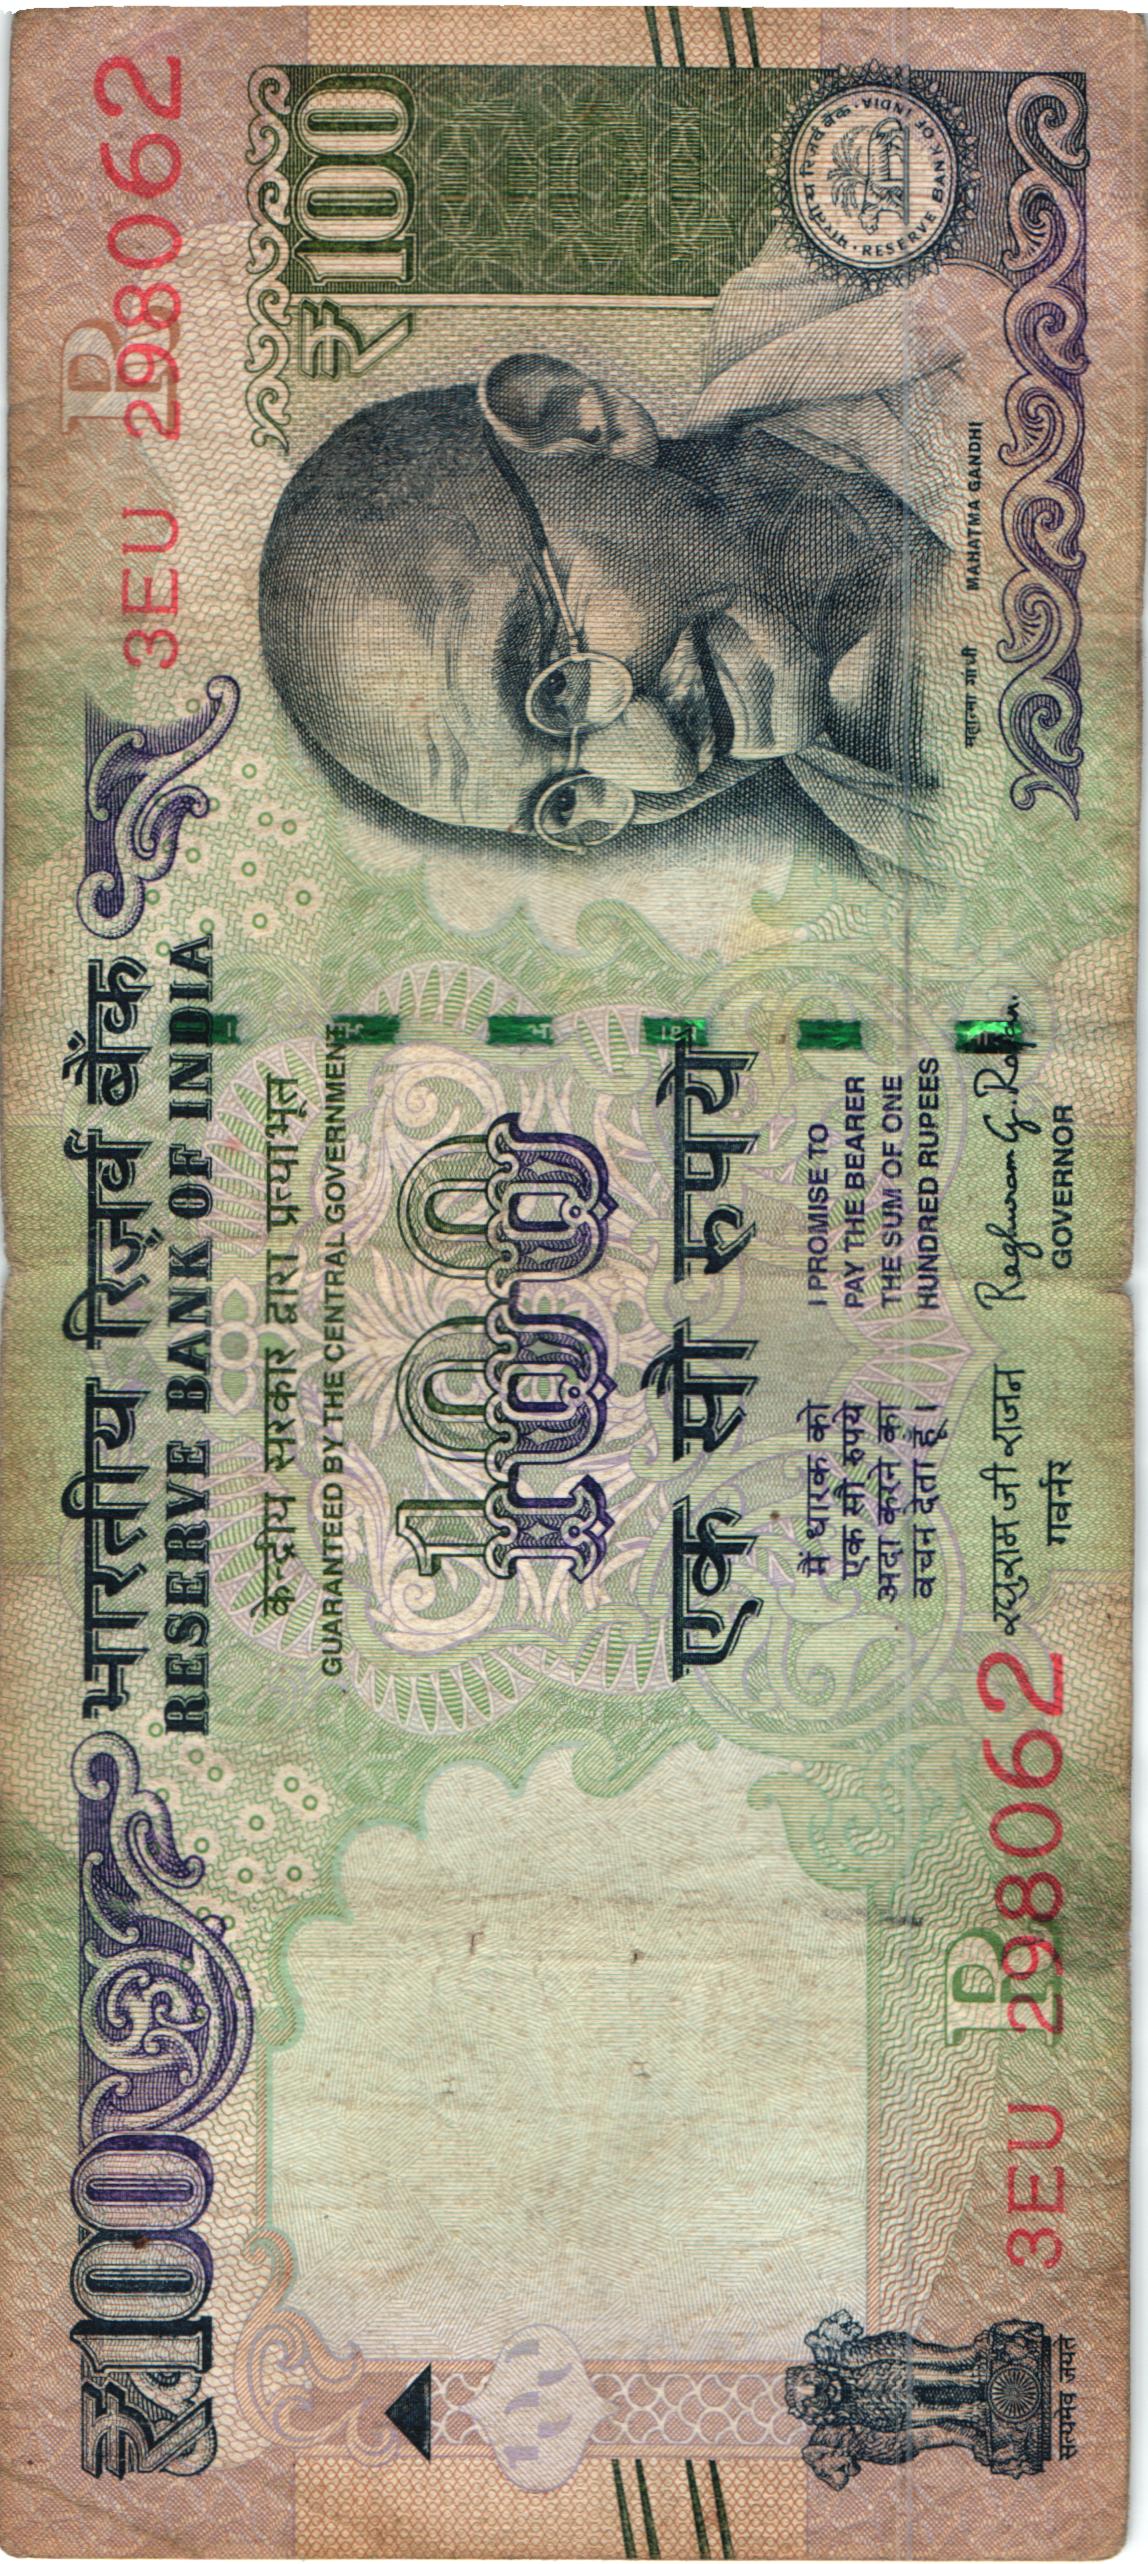 ₹100
भारतीय रिज़र्व बैंक
RESERVE BANK OF INDIA
3EU 298062
केन्द्रीय सरकार द्वारा प्रत्याभूत
GUARANTEED BY THE CENTRAL GOVERNMENT
₹100
100
एक सौ रुपये
मैं धारक को
एक सौ रुपये
अदा करने का
वचन देता हूँ।
I PROMISE TO
PAY THE BEARER
THE SUM OF ONE
HUNDRED RUPEES
भारतीय रिज़र्व बैंक
RESERVE BANK OF INDIA
महात्मा गांधी MAHATMA GANDHI
R
R
3EU 298062
रघुराम जी राजन
Raghuram G. Rajan.
गवर्नर
GOVERNOR
सत्यमेव जयते